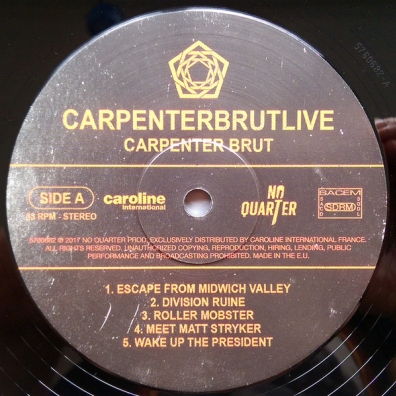 CARPENTERBRUTLIVE
CARPENTER BRUT
SIDE A
33 RPM - STEREO
caroline
international
NO
QUARTER
SACEM
SDRM
5760682 ℗ 2017 NO QUARTER PROD. EXCLUSIVELY DISTRIBUTED BY CAROLINE INTERNATIONAL FRANCE.
ALL RIGHTS RESERVED. UNAUTHORIZED COPYING, REPRODUCTION, HIRING, LENDING, PUBLIC
PERFORMANCE AND BROADCASTING PROHIBITED. MADE IN THE E.U.
1. ESCAPE FROM MIDWICH VALLEY
2. DIVISION RUINE
3. ROLLER MOBSTER
4. MEET MATT STRYKER
5. WAKE UP THE PRESIDENT